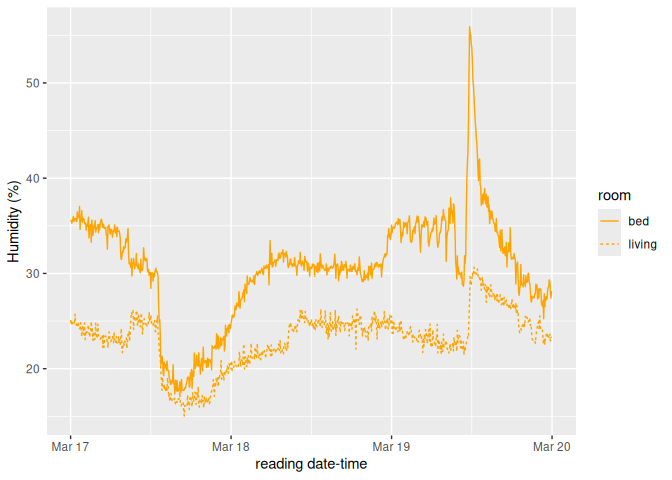 Humidity (%)
50
40
30
20
Mar 17
Mar 18
Mar 19
Mar 20
reading date-time
room
bed
living